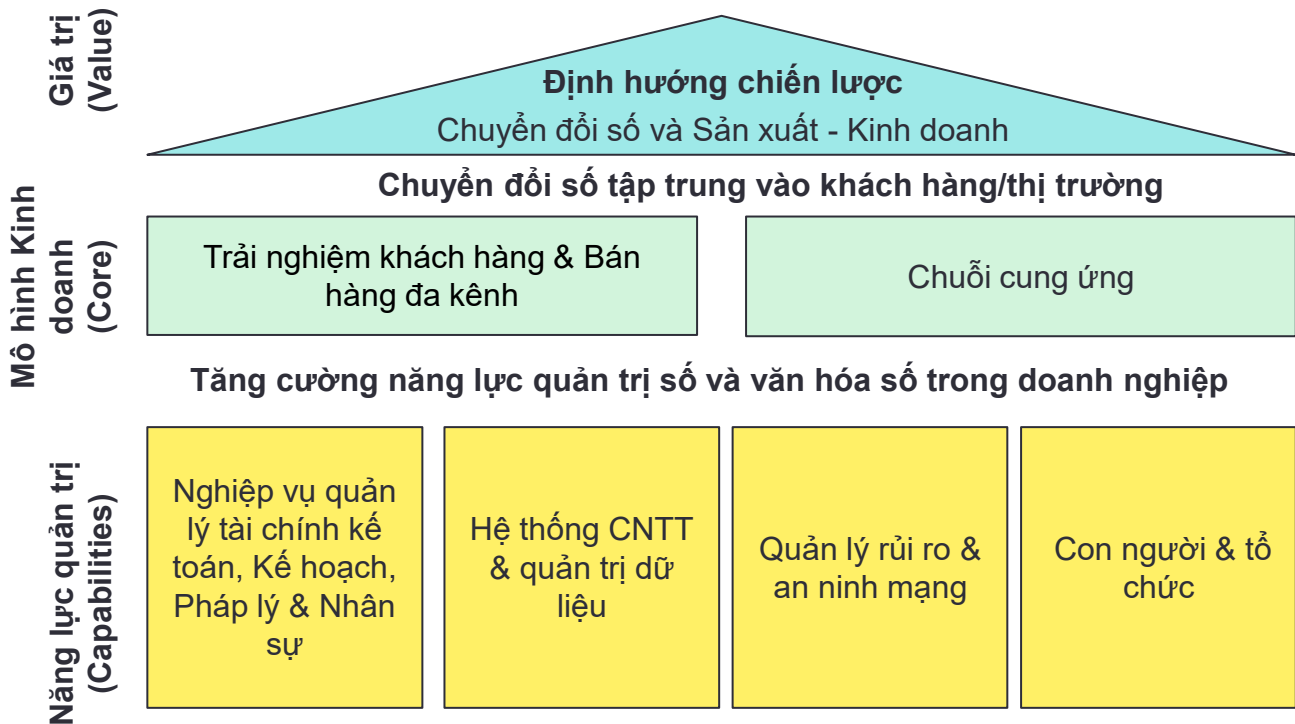 Giá trị
(Value)
Định hướng chiến lược
Chuyển đổi số và Sản xuất - Kinh doanh
Mô hình Kinh
doanh
(Core)
Chuyển đổi số tập trung vào khách hàng/thị trường
Trải nghiệm khách hàng & Bán
hàng đa kênh
Chuỗi cung ứng
Tăng cường năng lực quản trị số và văn hóa số trong doanh nghiệp
Năng lực quản trị
(Capabilities)
Nghiệp vụ quản
lý tài chính kế
toán, Kế hoạch,
Pháp lý & Nhân
sự
Hệ thống CNTT
& quản trị dữ
liệu
Quản lý rủi ro &
an ninh mạng
Con người & tổ
chức